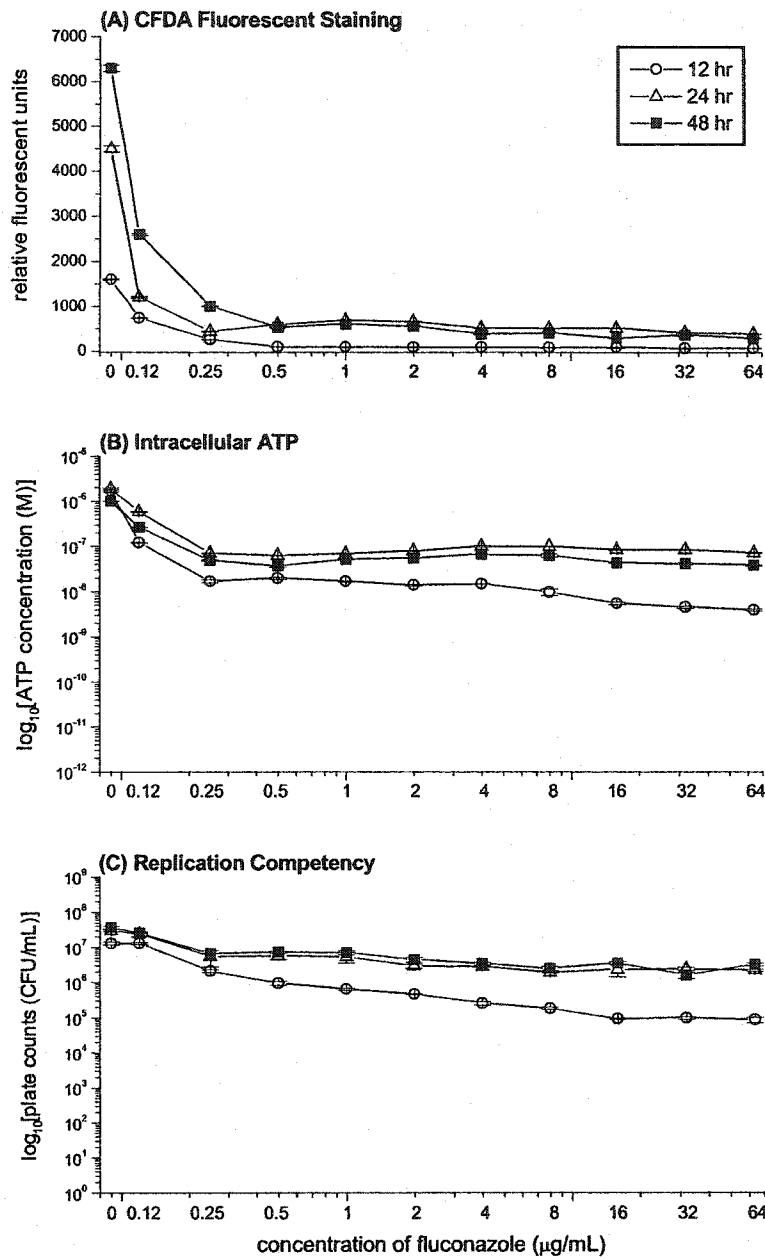 (A) CFDA Fluorescent Staining
7000
6000
5000
4000
3000
2000
1000
0
relative fluorescent units
12 hr
24 hr
48 hr
0 0.12 0.25 0.5 1 2 4 8 16 32 64
(B) Intracellular ATP
10⁻⁵
10⁻⁶
10⁻⁷
10⁻⁸
10⁻⁹
10⁻¹⁰
10⁻¹¹
10⁻¹²
log₁₀[ATP concentration (M)]
0 0.12 0.25 0.5 1 2 4 8 16 32 64
(C) Replication Competency
10⁹
10⁸
10⁷
10⁶
10⁵
10⁴
10³
10²
10¹
10⁰
log₁₀[plate counts (CFU/mL)]
0 0.12 0.25 0.5 1 2 4 8 16 32 64
concentration of fluconazole (μg/mL)